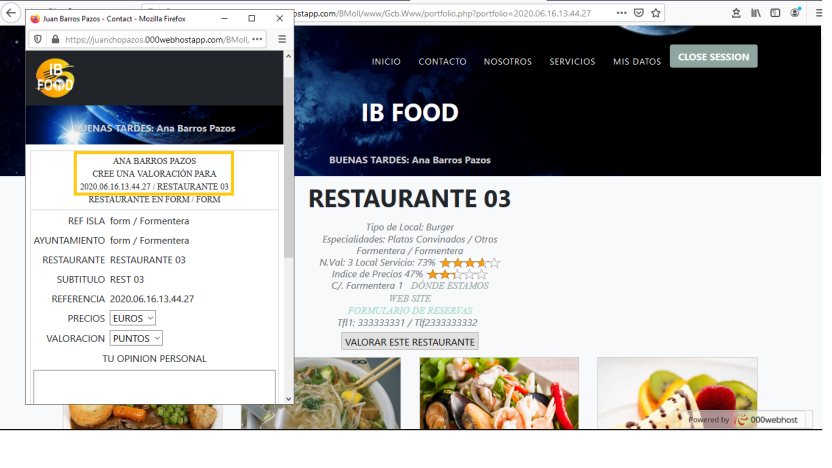 Juan Barros Pazos - Contact - Mozilla Firefox
https://juanchopazos.000webhostapp.com/BMoll,
IB
FOOD
BUENAS TARDES: Ana Barros Pazos
ANA BARROS PAZOS
CREE UNA VALORACIÓN PARA
2020.06.16.13.44.27 / RESTAURANTE 03
RESTAURANTE EN FORM / FORM
REF ISLA form / Formentera
AYUNTAMIENTO form / Formentera
RESTAURANTE RESTAURANTE 03
SUBTITULO REST 03
REFERENCIA 2020.06.16.13.44.27
PRECIOS EUROS
VALORACION PUNTOS
TU OPINION PERSONAL
ostapp.com/BMoll/www/Gcb.Www/portfolio.php?portfolio=2020.06.16.13.44.27
INICIO CONTACTO NOSOTROS SERVICIOS MIS DATOS CLOSE SESSION
IB FOOD
BUENAS TARDES: Ana Barros Pazos
RESTAURANTE 03
Tipo de Local: Burger
Especialidades: Platos Convinados / Otros
Formentera / Formentera
N.Val: 3 Local Servicio: 73%
Indice de Precios 47%
C/. Formentera 1 DÓNDE ESTAMOS
WEB SITE
FORMULARIO DE RESERVAS
Tfl1: 333333331 / Tlf2333333332
VALORAR ESTE RESTAURANTE
Powered by 000webhost